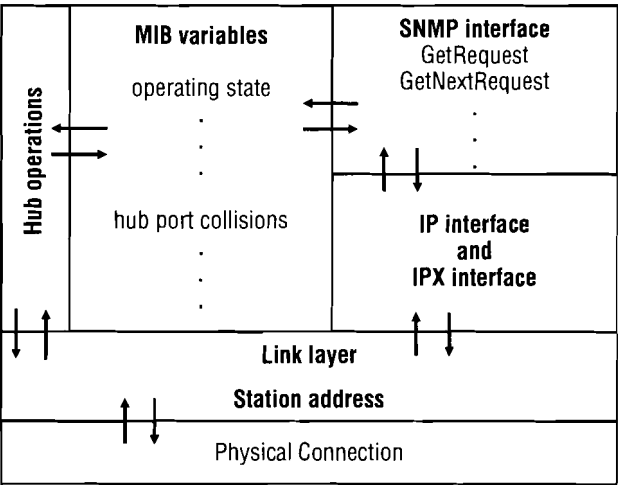 Hub operations
MIB variables
operating state
.
.
.
hub port collisions
.
.
.
SNMP interface
GetRequest
GetNextRequest
.
.
.
IP interface
and
IPX interface
Link layer
Station address
Physical Connection